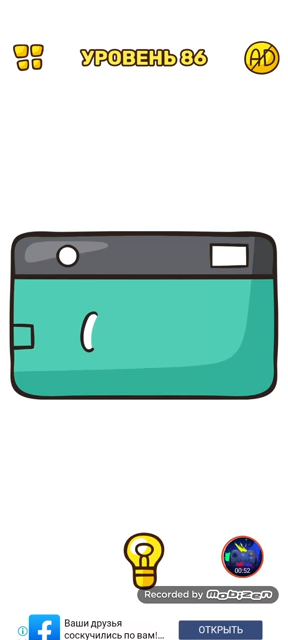 УРОВЕНЬ 86
AD
00:52
Recorded by mobizen
Ваши друзья
соскучились по вам!...
ОТКРЫТЬ